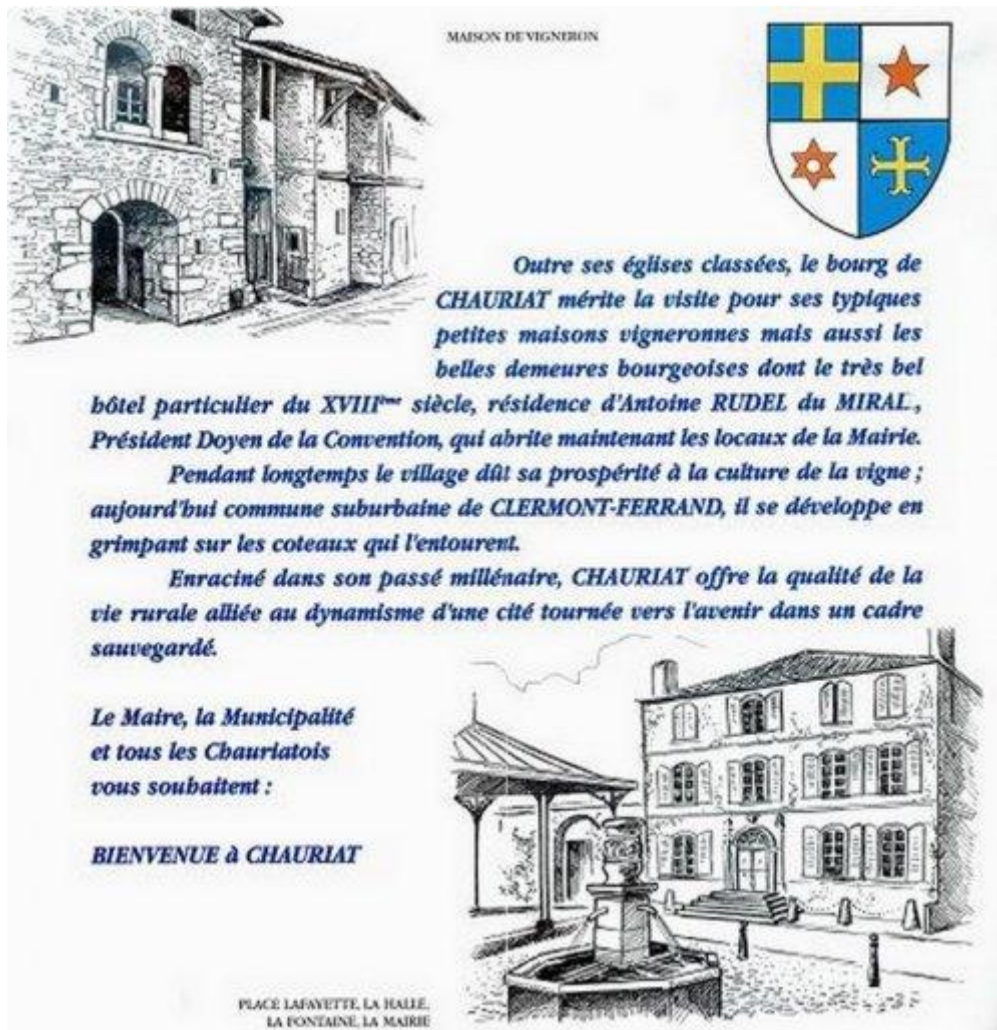 MAISON DE VIGNERON
Outre ses églises classées, le bourg de
CHAURIAT mérite la visite pour ses typiques
petites maisons vigneronnes mais aussi les
belles demeures bourgeoises dont le très bel
hôtel particulier du XVIIIème siècle, résidence d'Antoine RUDEL du MIRAL,
Président Doyen de la Convention, qui abrite maintenant les locaux de la Mairie.
Pendant longtemps le village dût sa prospérité à la culture de la vigne ;
aujourd'hui commune suburbaine de CLERMONT-FERRAND, il se développe en
grimpant sur les coteaux qui l'entourent.
Enraciné dans son passé millénaire, CHAURIAT offre la qualité de la
vie rurale alliée au dynamisme d'une cité tournée vers l'avenir dans un cadre
sauvegardé.
Le Maire, la Municipalité
et tous les Chauriatois
vous souhaitent :
BIENVENUE à CHAURIAT
PLACE LAFAYETTE, LA HALLE,
LA FONTAINE, LA MAIRIE